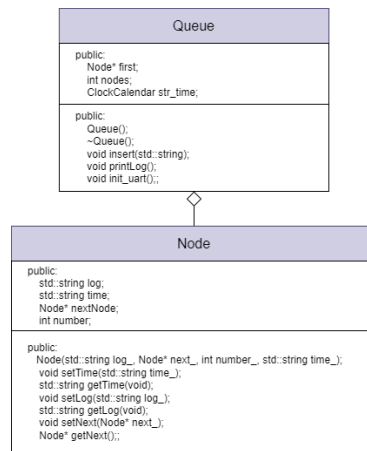 Queue
public:
Node* first;
int nodes;
ClockCalendar str_time;
public:
Queue();
~Queue();
void insert(std::string);
void printLog();
void init_uart();;
Node
public:
std::string log;
std::string time;
Node* nextNode;
int number;
public:
Node(std::string log_, Node* next_, int number_, std::string time_);
void setTime(std::string time_);
std::string getTime(void);
void setLog(std::string log_);
std::string getLog(void);
void setNext(Node* next_);
Node* getNext();;